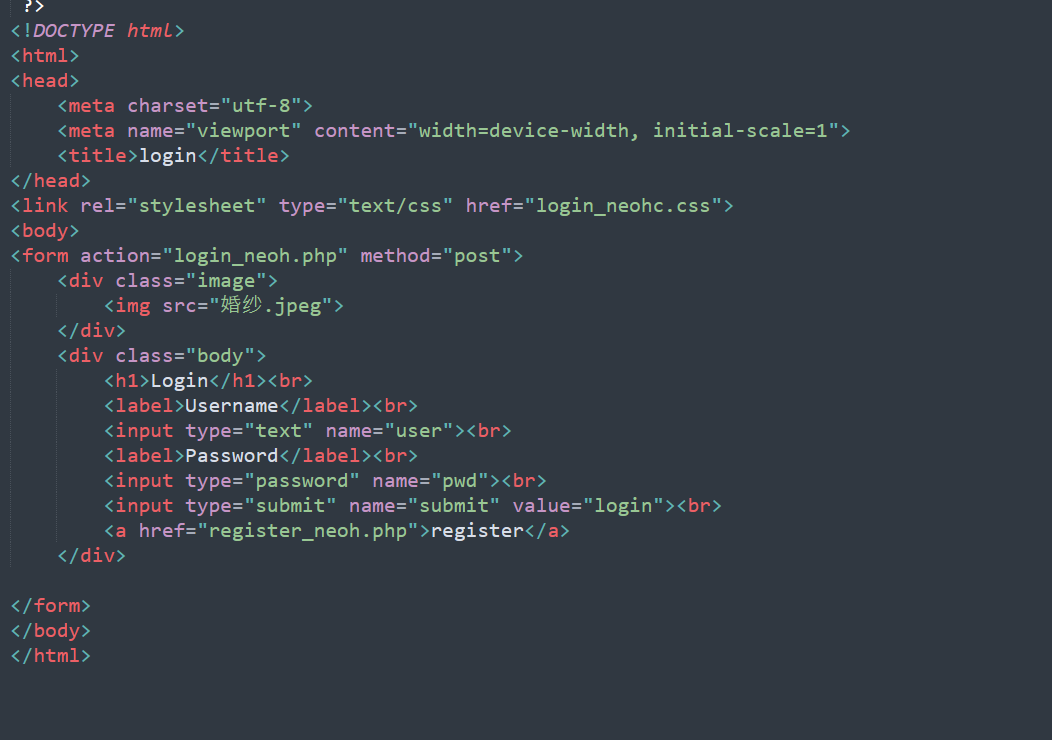 ?>
<!DOCTYPE html>
<html>
<head>
    <meta charset="utf-8">
    <meta name="viewport" content="width=device-width, initial-scale=1">
    <title>login</title>
</head>
<link rel="stylesheet" type="text/css" href="login_neohc.css">
<body>
<form action="login_neoh.php" method="post">
    <div class="image">
        <img src="婚纱.jpeg">
    </div>
    <div class="body">
        <h1>Login</h1><br>
        <label>Username</label><br>
        <input type="text" name="user"><br>
        <label>Password</label><br>
        <input type="password" name="pwd"><br>
        <input type="submit" name="submit" value="login"><br>
        <a href="register_neoh.php">register</a>
    </div>

</form>
</body>
</html>